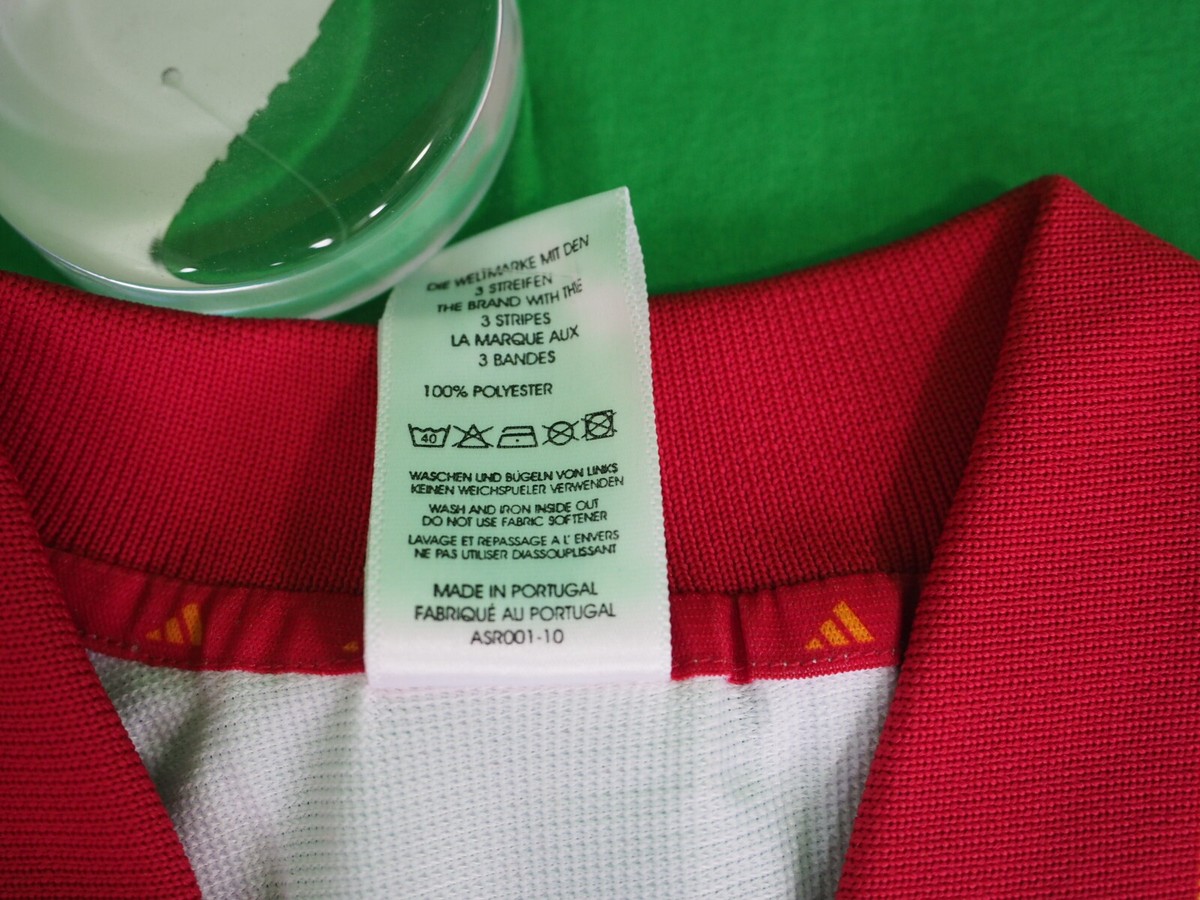 DIE WELTMARKE MIT DEN
3 STREIFEN
THE BRAND WITH THE
3 STRIPES
LA MARQUE AUX
3 BANDES
100% POLYESTER
40
WASCHEN UND BÜGELN VON LINKS
KEINEN WEICHSPUELER VERWENDEN
WASH AND IRON INSIDE OUT
DO NOT USE FABRIC SOFTENER
LAVAGE ET REPASSAGE A L' ENVERS
NE PAS UTILISER DIASSOUPLISSANT
MADE IN PORTUGAL
FABRIQUÉ AU PORTUGAL
ASR001-10